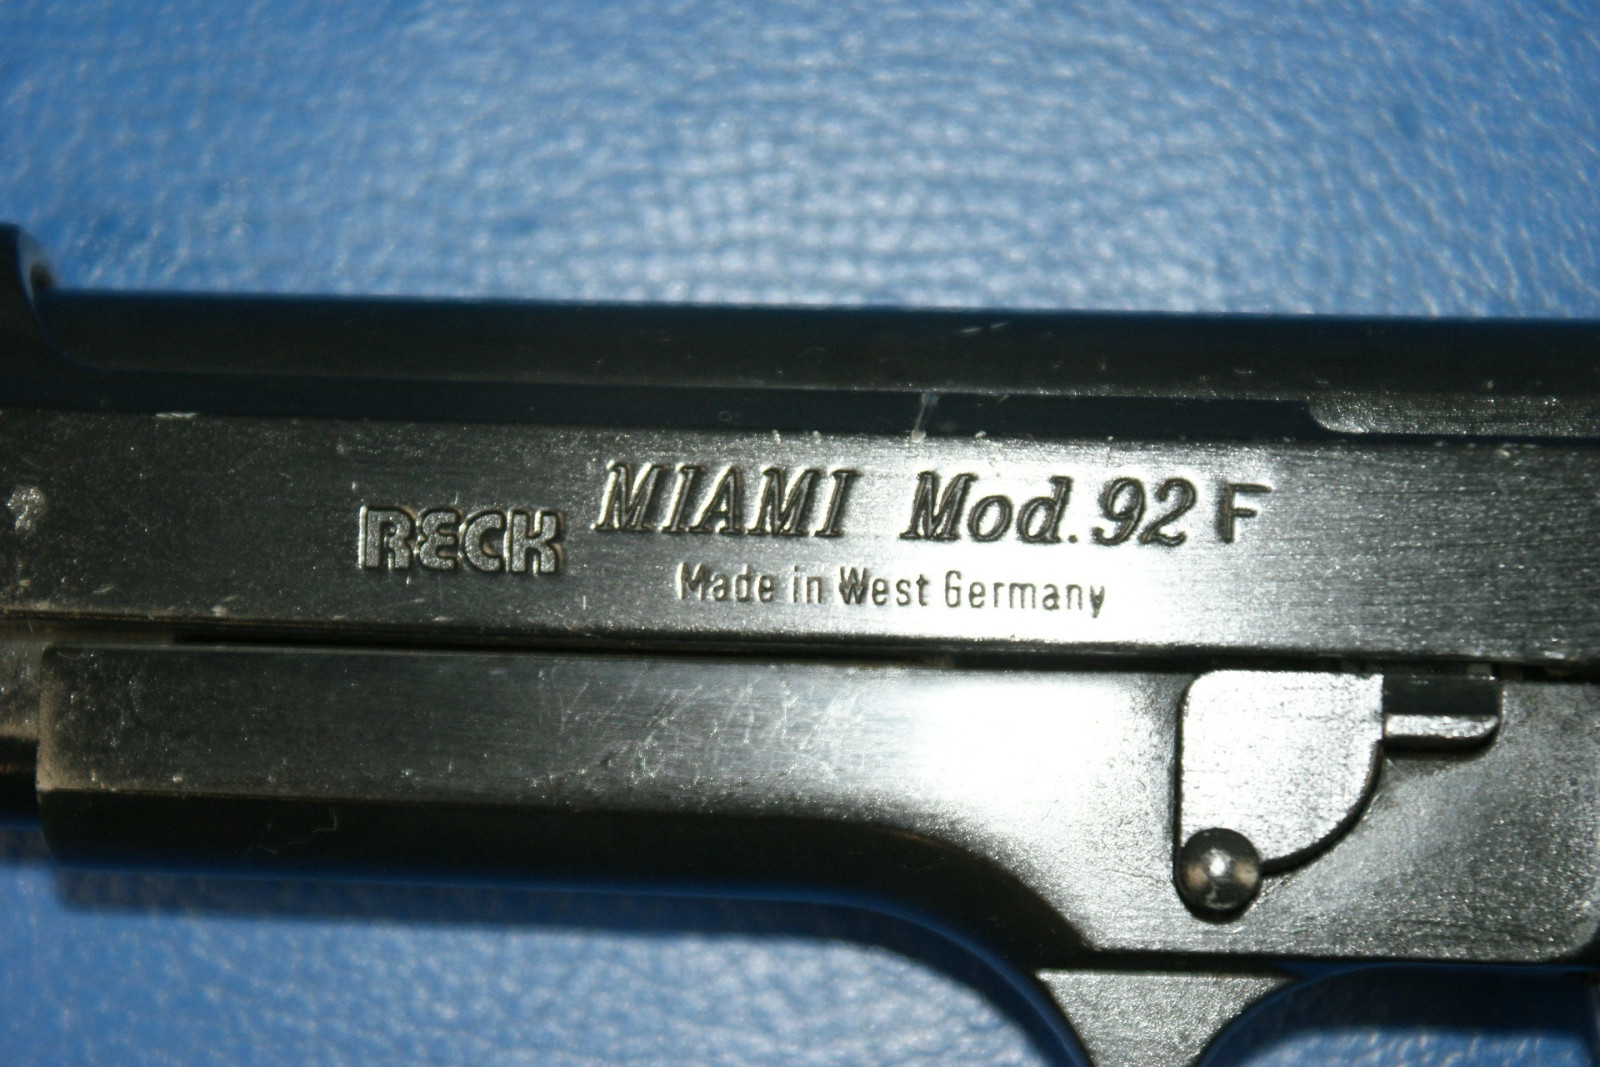 RECK MIAMI Mod. 92 F
Made in West Germany